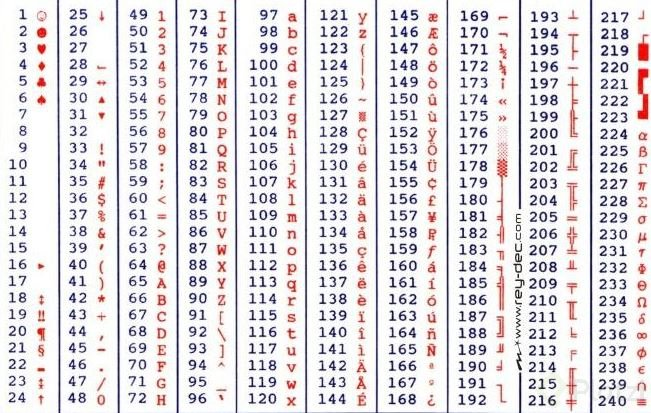 1 ☺ 25 ↓ 49 1 73 I 97 a 121 y 145 æ 169 ⌐ 193 ┴ 217 ┘
2 ☻ 26 50 2 74 J 98 b 122 z 146 Æ 170 ¬ 194 ┬ 218 ┌
3 ♥ 27 51 3 75 K 99 c 123 { 147 ô 171 ½ 195 ├ 219 █
4 ♦ 28 ∟ 52 4 76 L 100 d 124 | 148 ö 172 ¼ 196 ─ 220 ▄
5 ♣ 29 ↔ 53 5 77 M 101 e 125 } 149 ò 173 ¡ 197 ┼ 221 ▌
6 ♠ 30 ▲ 54 6 78 N 102 f 126 ~ 150 û 174 « 198 ╞ 222 ▐
7 31 ▼ 55 7 79 O 103 g 127 ▒ 151 ù 175 » 199 ╟ 223 ▀
8 32 56 8 80 P 104 h 128 Ç 152 ÿ 176 ░ 200 ╚ 224 α
9 33 ! 57 9 81 Q 105 i 129 ü 153 Ö 177 ▒ 201 ╔ 225 ß
10 34 " 58 : 82 R 106 j 130 é 154 Ü 178 ▓ 202 ╩ 226 Γ
11 35 # 59 ; 83 S 107 k 131 â 155 ¢ 179 │ 203 ╦ 227 π
12 36 $ 60 < 84 T 108 l 132 ä 156 £ 180 ┤ 204 ╠ 228 Σ
13 37 % 61 = 85 U 109 m 133 à 157 ¥ 181 ╡ 205 ═ 229 σ
14 38 & 62 > 86 V 110 n 134 å 158 ₧ 182 ╢ 206 ╬ 230 µ
15 39 ' 63 ? 87 W 111 o 135 ç 159 ƒ 183 ╖ 207 ╧ 231 τ
16 ► 40 ( 64 @ 88 X 112 p 136 ê 160 á 184 ╕ 208 ╨ 232 Φ
17 41 ) 65 A 89 Y 113 q 137 ë 161 í 185 ╣ 209 ╤ 233 Θ
18 ↕ 42 * 66 B 90 Z 114 r 138 è 162 ó 186 ║ 210 ╥ 234 Ω
19 ‼ 43 + 67 C 91 [ 115 s 139 ï 163 ú 187 ╗ 211 ╙ 235 δ
20 ¶ 44 , 68 D 92 \ 116 t 140 î 164 ñ 188 ╝ 212 ╘ 236 ∞
21 § 45 - 69 E 93 ] 117 u 141 ì 165 Ñ 189 ╜ 213 ╒ 237 ϕ
22 ▬ 46 . 70 F 94 ^ 118 v 142 Ä 166 ª 190 ╛ 214 ╓ 238 ε
23 ↨ 47 / 71 G 95 _ 119 w 143 Å 167 º 191 ┐ 215 ╫ 239 ∩
24 ↑ 48 0 72 H 96 ` 120 x 144 É 168 ¿ 192 └ 216 ╪ 240 ≡
www.rey-dec.com